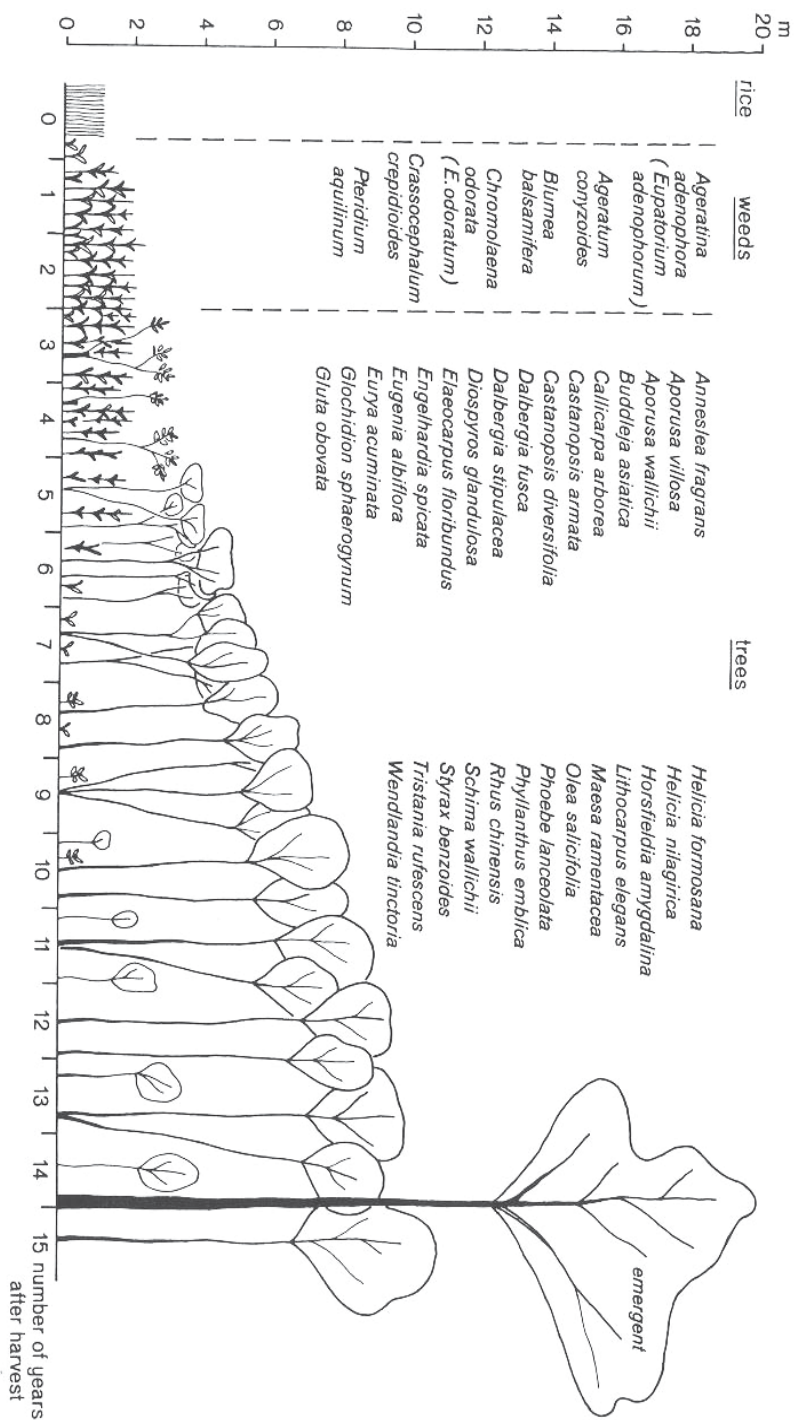 m
20
18
16
14
12
10
8
6
4
2
0
rice
weeds
trees
Ageratina
adenophora
(Eupatorium
adenophorum)
Ageratum
conyzoides
Blumea
balsamifera
Chromolaena
odorata
(E.odoratum)
Crassocephalum
crepidioides
Pteridium
aquilinum
Anneslea fragrans
Aporusa villosa
Aporusa wallichii
Buddleja asiatica
Callicarpa arborea
Castanopsis armata
Castanopsis diversifolia
Dalbergia fusca
Dalbergia stipulacea
Diospyros glandulosa
Elaeocarpus floribundus
Engelhardia spicata
Eugenia albiflora
Eurya acuminata
Glochidion sphaerogynum
Gluta obovata
Helicia formosana
Helicia nilagirica
Horsfieldia amygdalina
Lithocarpus elegans
Maesa ramentacea
Olea salicifolia
Phoebe lanceolata
Phyllanthus emblica
Rhus chinensis
Schima wallichii
Styrax benzoides
Tristania rufescens
Wendlandia tinctoria
emergent
0 1 2 3 4 5 6 7 8 9 10 11 12 13 14 15 number of years
after harvest